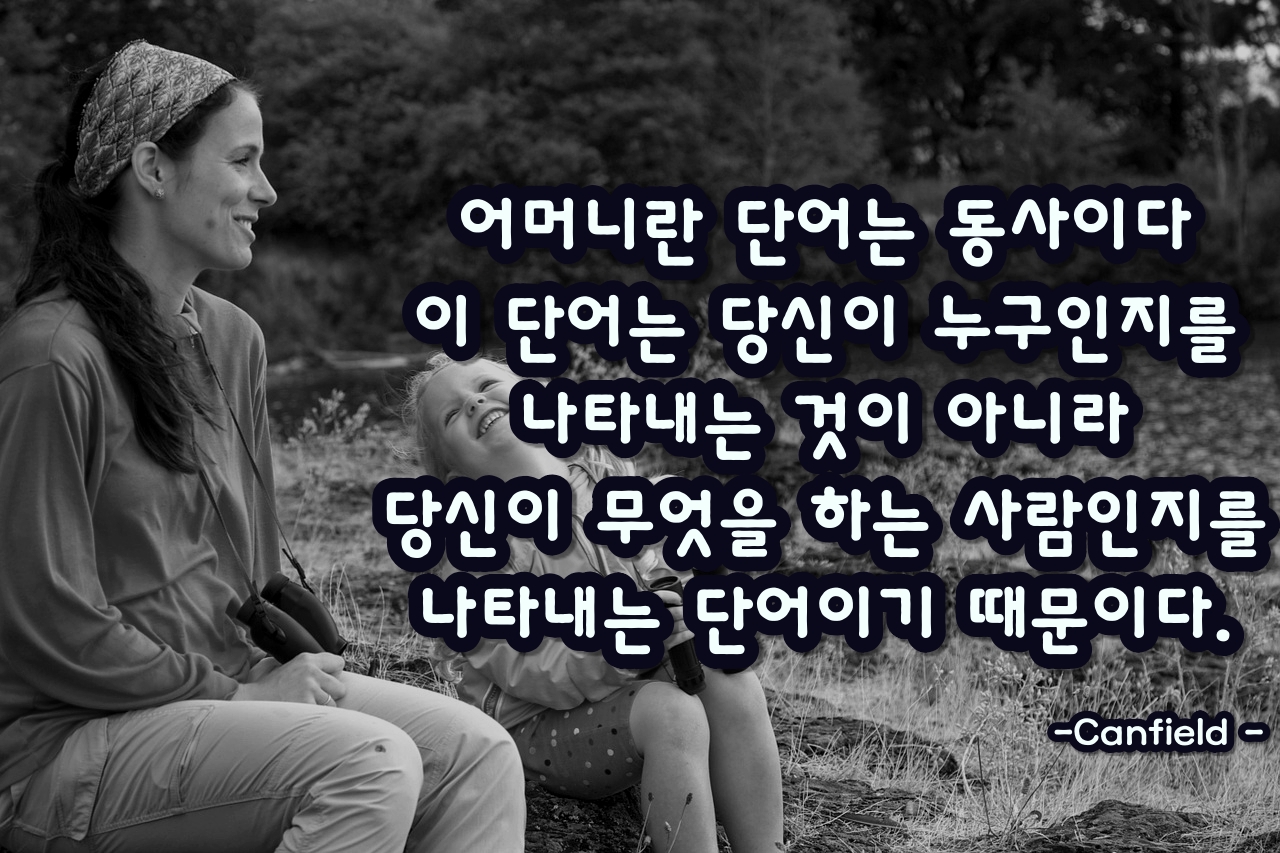 어머니란 단어는 동사이다
이 단어는 당신이 누구인지를
나타내는 것이 아니라
당신이 무엇을 하는 사람인지를
나타내는 단어이기 때문이다.
-Canfield -